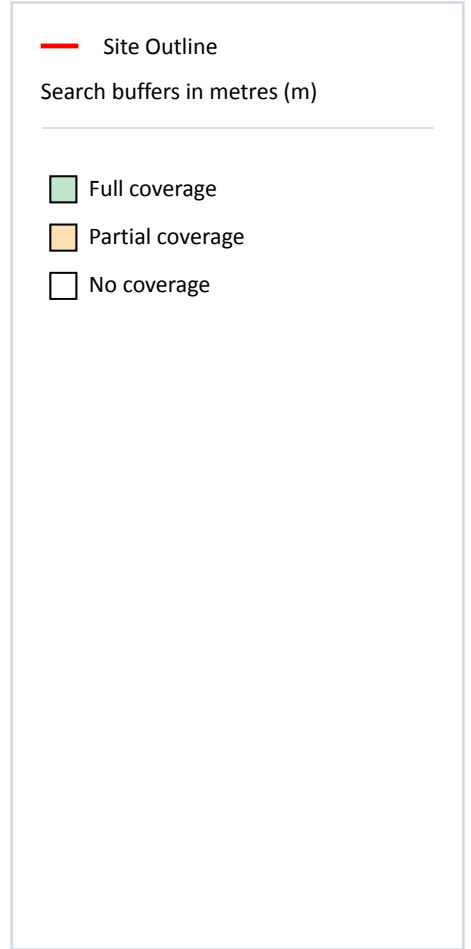 Site Outline
Search buffers in metres (m)
Full coverage
Partial coverage
No coverage